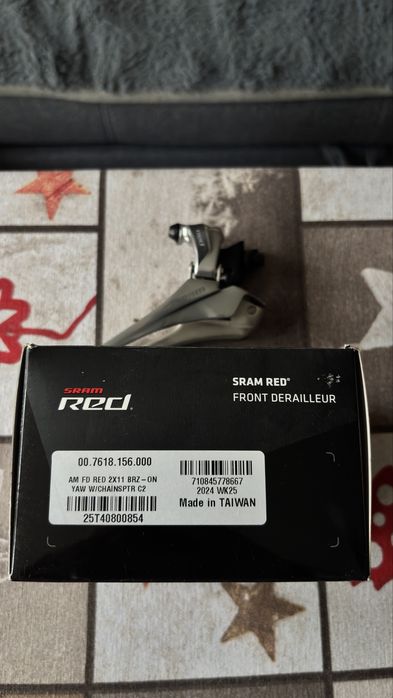 SRAM
RED
SRAM RED®
FRONT DERAILLEUR
00.7618.156.000
AM FD RED 2X11 BRZ-ON
YAW W/CHAINSPTR C2
25T40800854
710845778667
2024 WK25
Made in TAIWAN